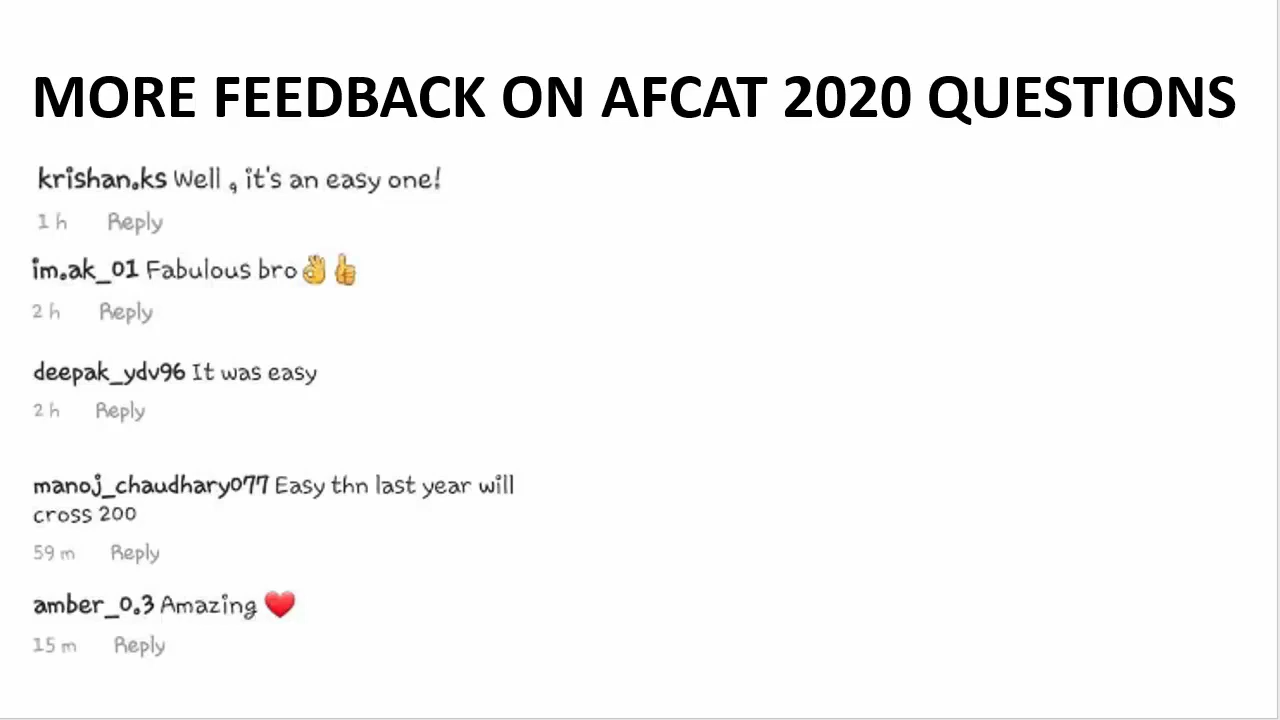 MORE FEEDBACK ON AFCAT 2020 QUESTIONS
krishan.ks Well , it's an easy one!
1 h Reply
im.ak_01 Fabulous bro👌👍
2 h Reply
deepak_ydv96 It was easy
2 h Reply
manoj_chaudhary077 Easy thn last year will
cross 200
59 m Reply
amber_0.3 Amazing ❤️
15 m Reply